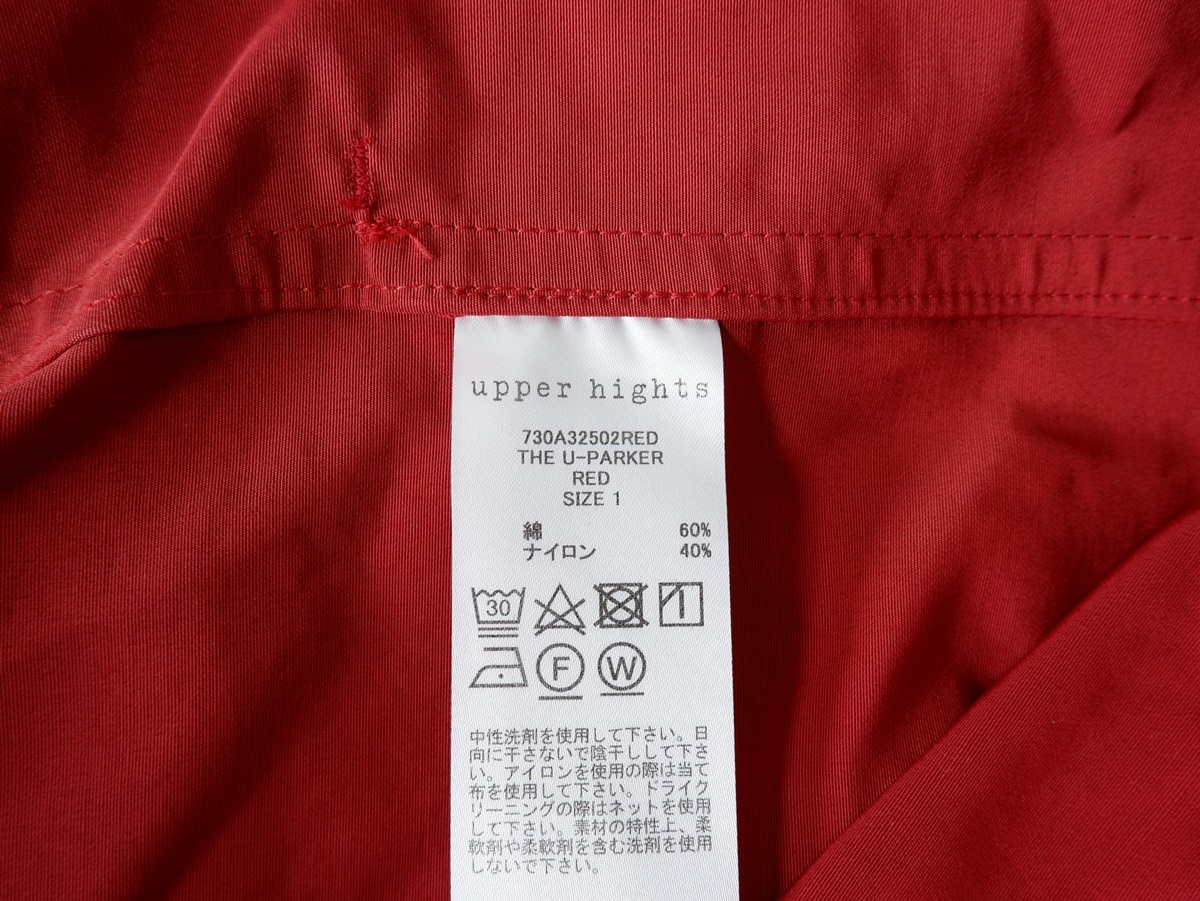 upper hights
730A32502RED
THE U-PARKER
RED
SIZE 1
綿 60%
ナイロン 40%
30
F W
中性洗剤を使用して下さい。日
向に干さないで陰干しして下さ
い。アイロンを使用の際は当て
布を使用して下さい。ドライク
リーニングの際はネットを使用
して下さい。素材の特性上、柔
軟剤や柔軟剤を含む洗剤を使用
しないで下さい。